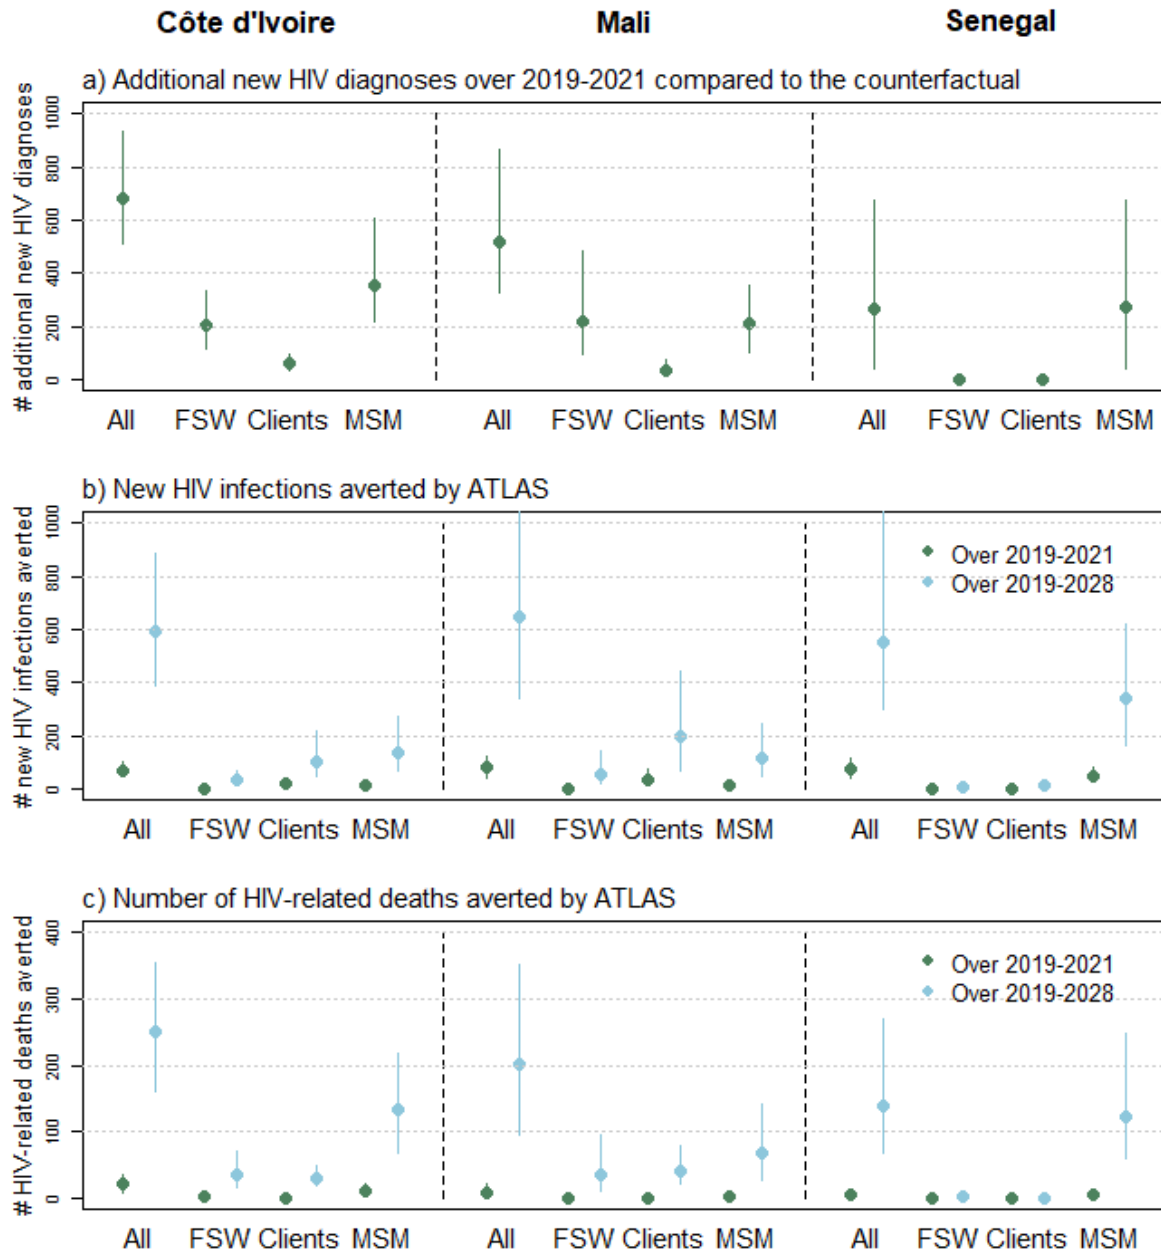 Côte d'Ivoire Mali Senegal
a) Additional new HIV diagnoses over 2019-2021 compared to the counterfactual
# additional new HIV diagnoses
1000
800
600
400
200
0
All FSW Clients MSM All FSW Clients MSM All FSW Clients MSM
b) New HIV infections averted by ATLAS
# new HIV infections averted
1000
800
600
400
200
0
Over 2019-2021
Over 2019-2028
All FSW Clients MSM All FSW Clients MSM All FSW Clients MSM
c) Number of HIV-related deaths averted by ATLAS
# HIV-related deaths averted
400
300
200
100
0
Over 2019-2021
Over 2019-2028
All FSW Clients MSM All FSW Clients MSM All FSW Clients MSM